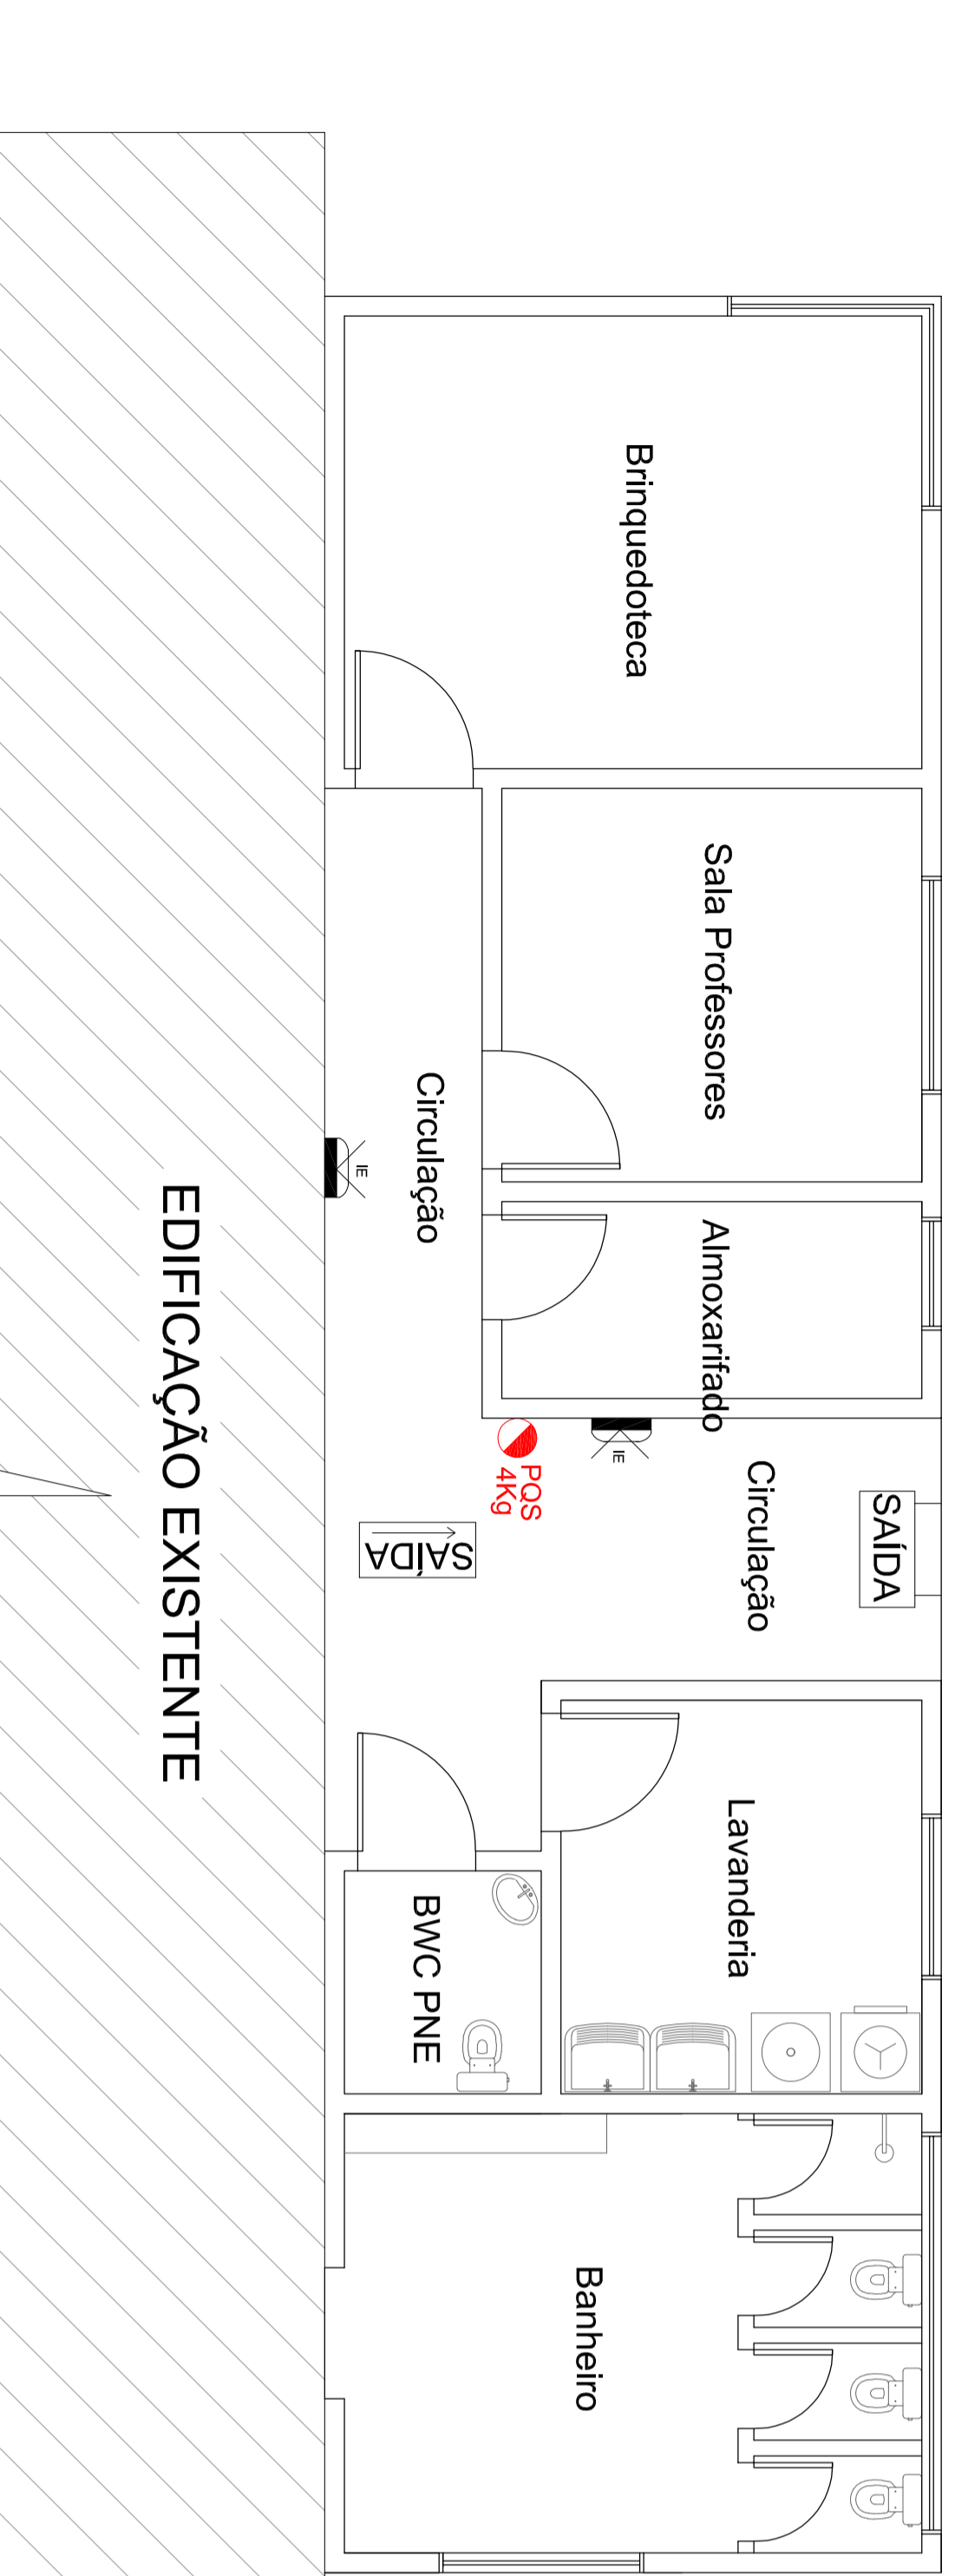 Brinquedoteca
Sala Professores
Almoxarifado
Circulação
IE
IE
PQS
4Kg
Circulação
SAÍDA
SAÍDA
Lavanderia
BWC PNE
Banheiro
EDIFICAÇÃO EXISTENTE